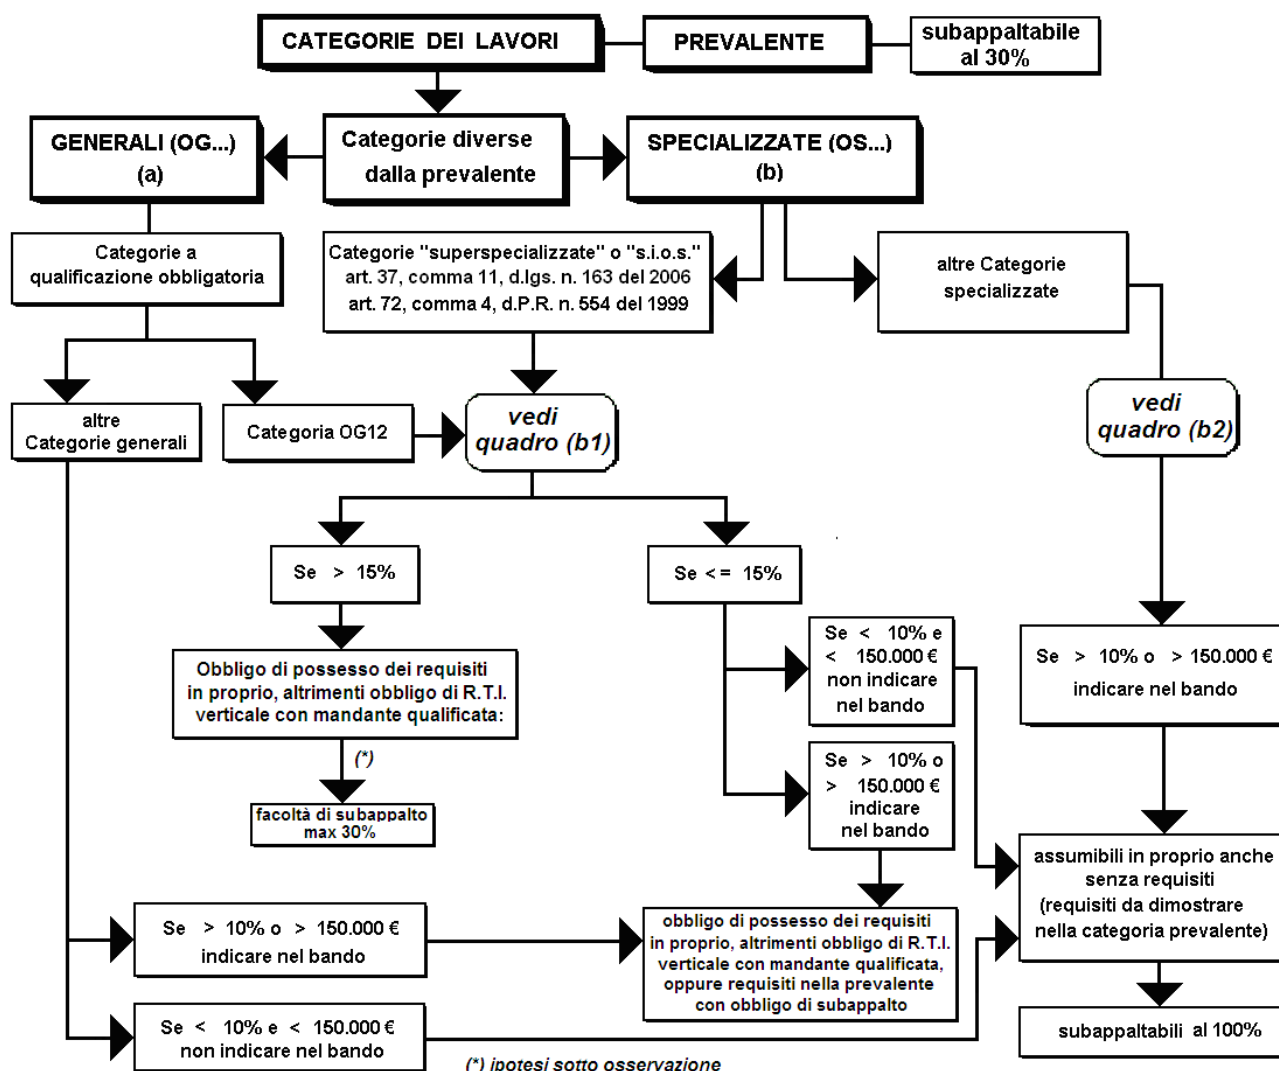 CATEGORIE DEI LAVORI
PREVALENTE
subappaltabile
al 30%
GENERALI (OG...)
(a)
Categorie diverse
dalla prevalente
SPECIALIZZATE (OS...)
(b)
Categorie a
qualificazione obbligatoria
Categorie "superspecializzate" o "s.i.o.s."
art. 37, comma 11, d.lgs. n. 163 del 2006
art. 72, comma 4, d.P.R. n. 554 del 1999
altre Categorie
specializzate
altre
Categorie generali
Categoria OG12
vedi
quadro (b1)
vedi
quadro (b2)
Se > 15%
Se <= 15%
Obbligo di possesso dei requisiti
in proprio, altrimenti obbligo di R.T.I.
verticale con mandante qualificata:
(*)
facoltà di subappalto
max 30%
Se < 10% e
< 150.000 €
non indicare
nel bando
Se > 10% o
> 150.000 €
indicare
nel bando
Se > 10% o > 150.000 €
indicare nel bando
assumibili in proprio anche
senza requisiti
(requisiti da dimostrare
nella categoria prevalente)
Se > 10% o > 150.000 €
indicare nel bando
obbligo di possesso dei requisiti
in proprio, altrimenti obbligo di R.T.I.
verticale con mandante qualificata,
oppure requisiti nella prevalente
con obbligo di subappalto
Se < 10% e < 150.000 €
non indicare nel bando
subappaltabili al 100%
(*) ipotesi sotto osservazione